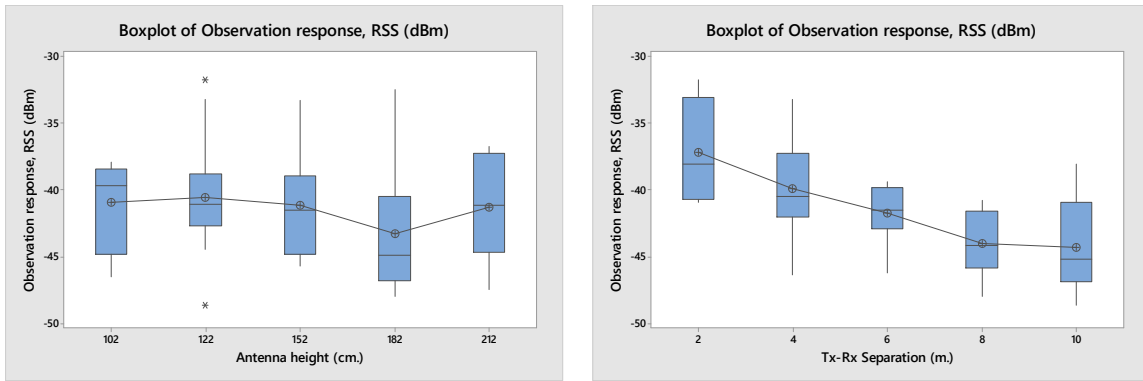 Boxplot of Observation response, RSS (dBm)
Observation response, RSS (dBm)
-30
-35
-40
-45
-50
102 122 152 182 212
Antenna height (cm.)
Boxplot of Observation response, RSS (dBm)
Observation response, RSS (dBm)
-30
-35
-40
-45
-50
2 4 6 8 10
Tx-Rx Separation (m.)